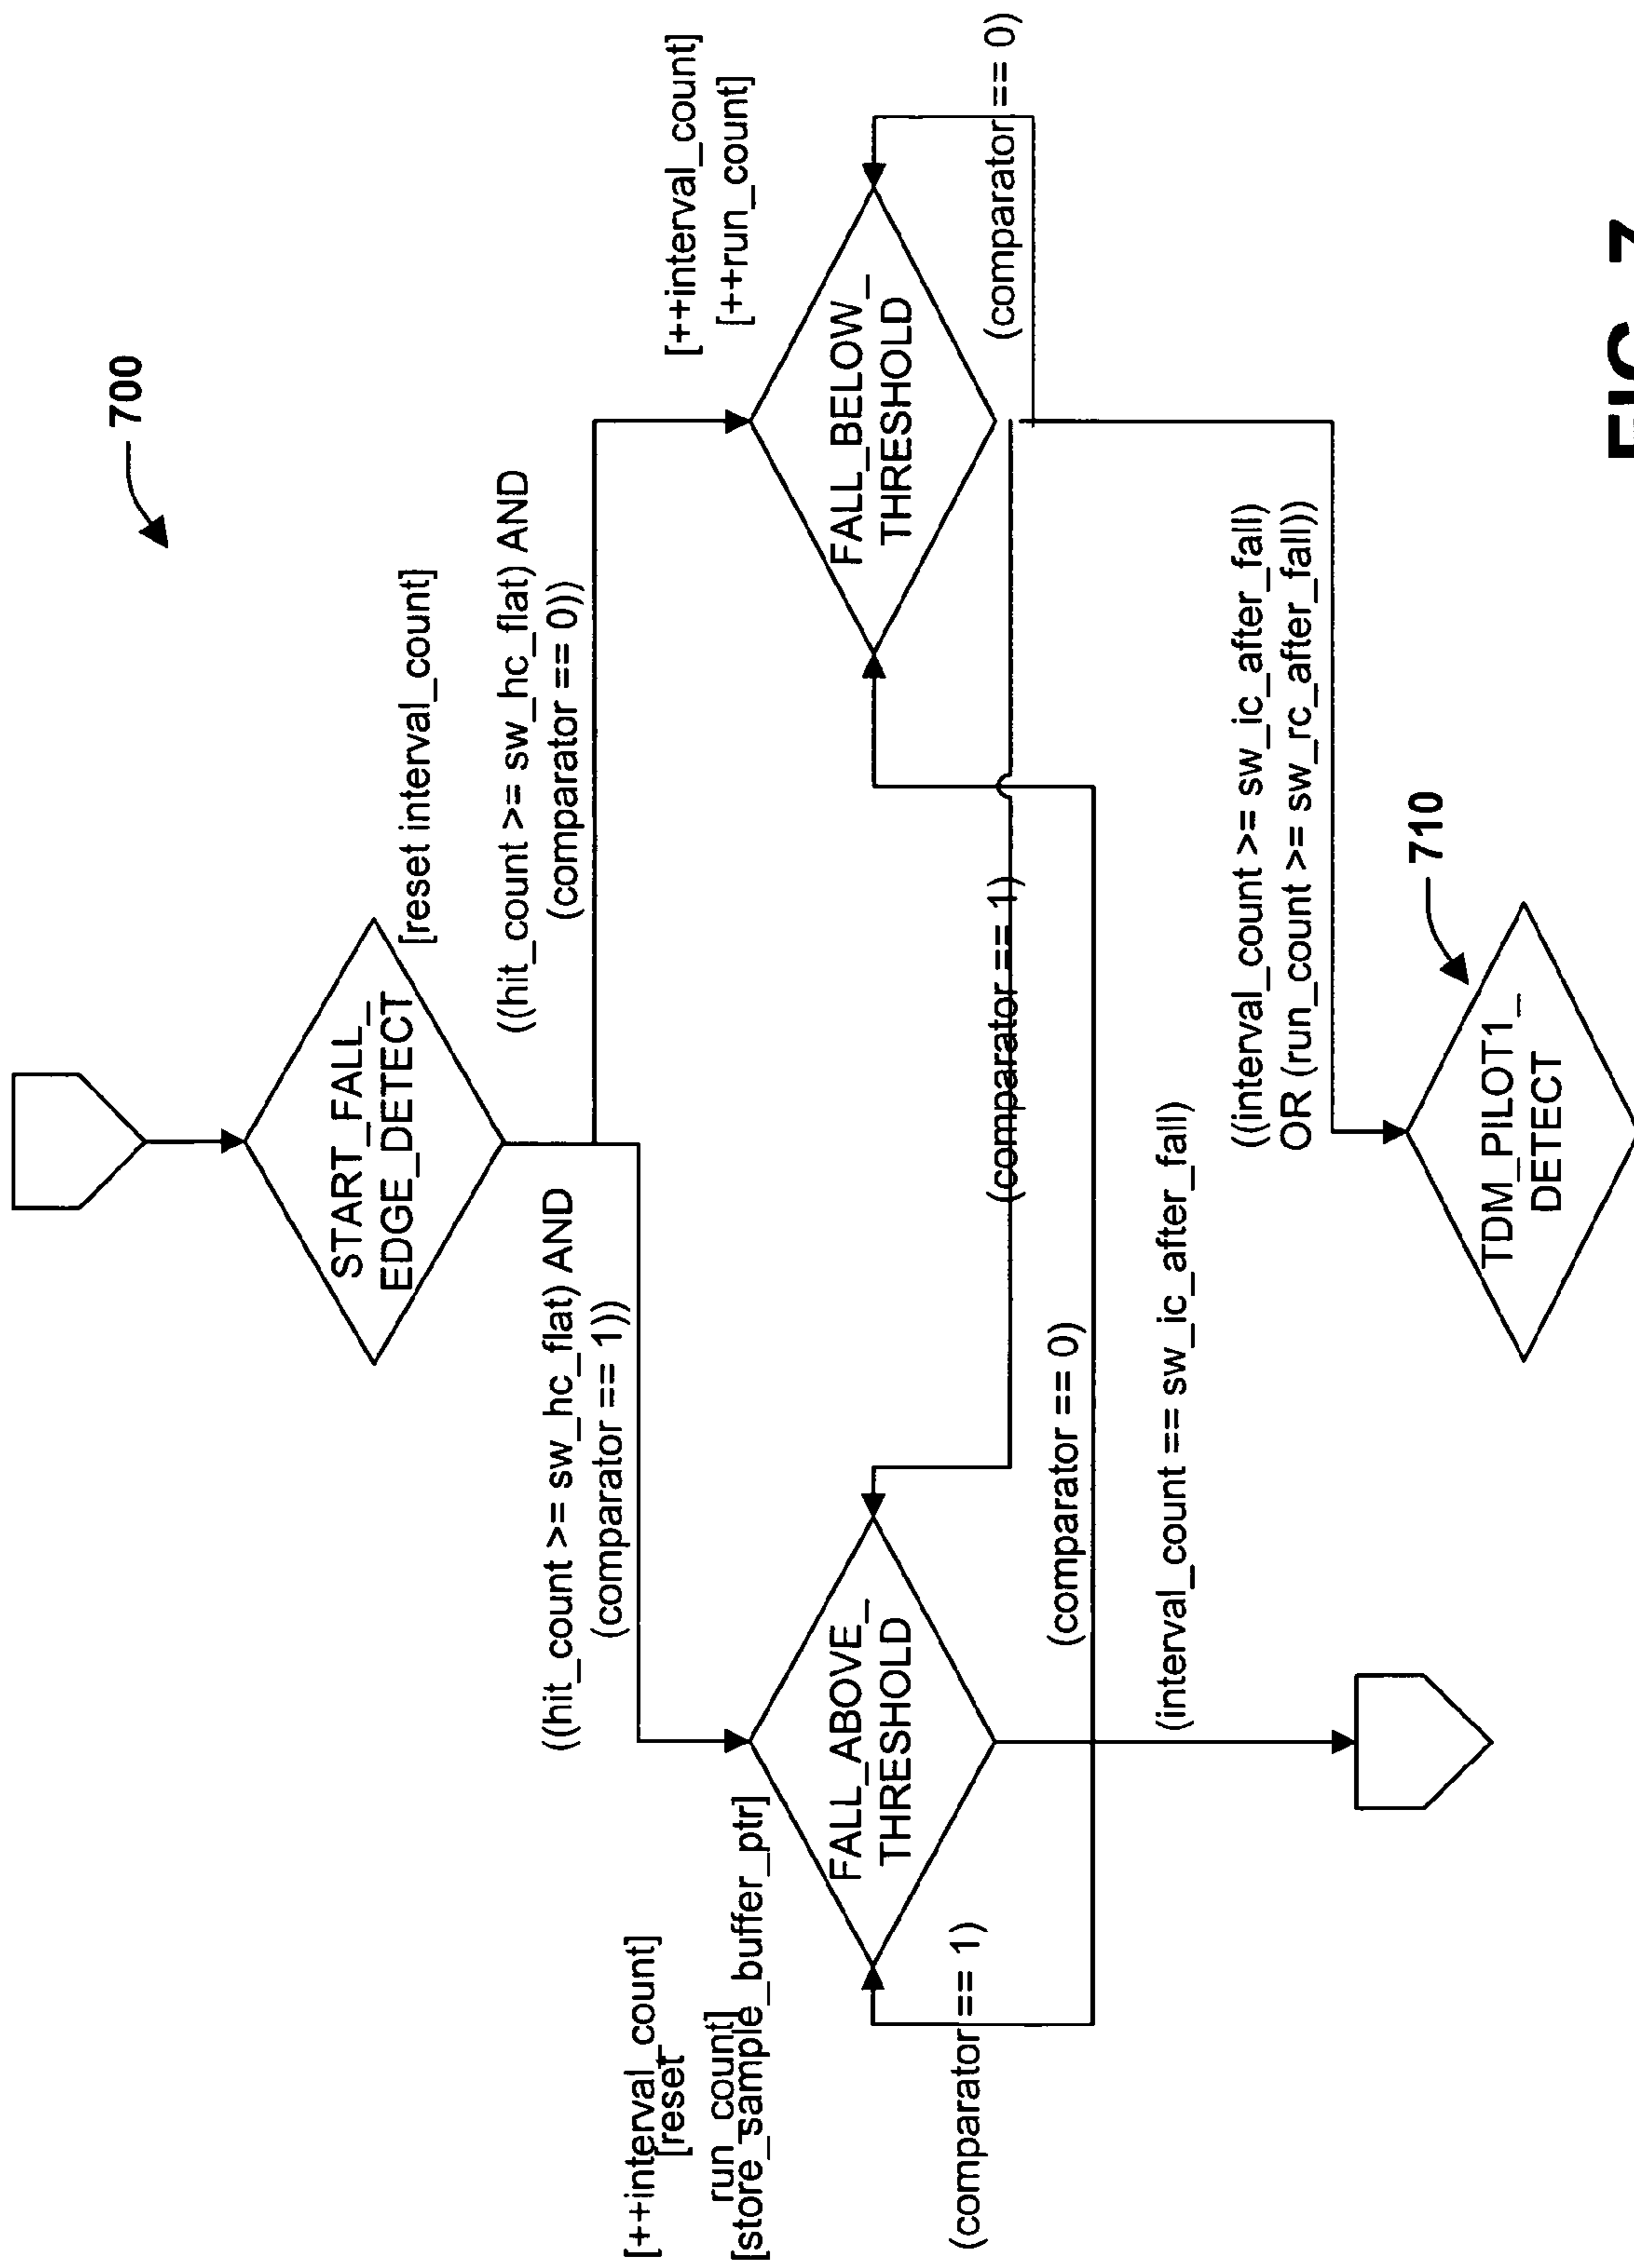 700
START_FALL_
EDGE_DETECT
[reset interval_count]
((hit_count >= sw_hc_flat) AND
(comparator == 1))
((hit_count >= sw_hc_flat) AND
(comparator == 0))
[++interval_count]
[reset
run_count]
[store_sample_buffer_ptr]
FALL_ABOVE_
THRESHOLD
[++interval_count]
[++run_count]
FALL_BELOW_
THRESHOLD
(comparator == 1)
(comparator == 1)
(comparator == 0)
(comparator == 0)
(interval_count == sw_ic_after_fall)
((interval_count >= sw_ic_after_fall)
OR (run_count >= sw_rc_after_fall))
710
TDM_PILOT1_
DETECT
FIG. 7